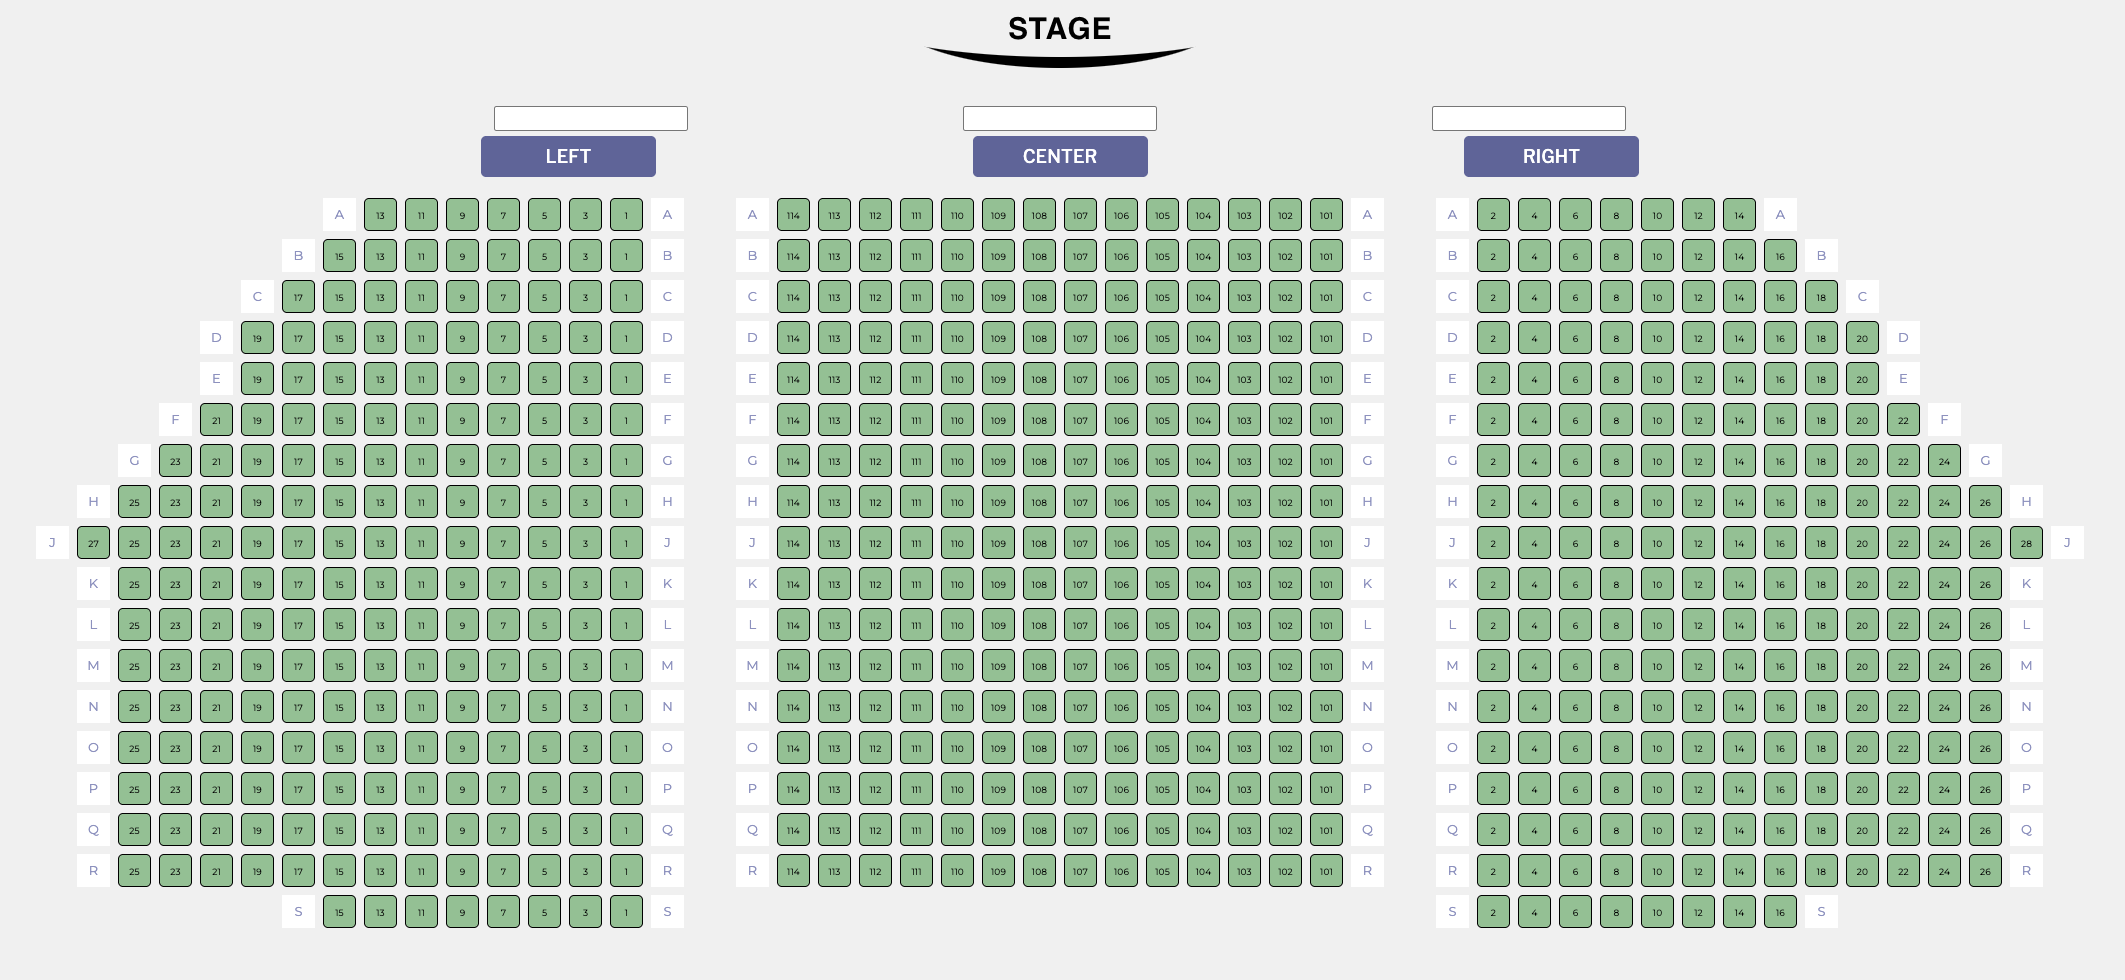 STAGE
LEFT CENTER RIGHT
A 13 11 9 7 5 3 1 A A 114 113 112 111 110 109 108 107 106 105 104 103 102 101 A A 2 4 6 8 10 12 14 A
B 15 13 11 9 7 5 3 1 B B 114 113 112 111 110 109 108 107 106 105 104 103 102 101 B B 2 4 6 8 10 12 14 16 B
C 17 15 13 11 9 7 5 3 1 C C 114 113 112 111 110 109 108 107 106 105 104 103 102 101 C C 2 4 6 8 10 12 14 16 18 C
D 19 17 15 13 11 9 7 5 3 1 D D 114 113 112 111 110 109 108 107 106 105 104 103 102 101 D D 2 4 6 8 10 12 14 16 18 20 D
E 19 17 15 13 11 9 7 5 3 1 E E 114 113 112 111 110 109 108 107 106 105 104 103 102 101 E E 2 4 6 8 10 12 14 16 18 20 E
F 21 19 17 15 13 11 9 7 5 3 1 F F 114 113 112 111 110 109 108 107 106 105 104 103 102 101 F F 2 4 6 8 10 12 14 16 18 20 22 F
G 23 21 19 17 15 13 11 9 7 5 3 1 G G 114 113 112 111 110 109 108 107 106 105 104 103 102 101 G G 2 4 6 8 10 12 14 16 18 20 22 24 G
H 25 23 21 19 17 15 13 11 9 7 5 3 1 H H 114 113 112 111 110 109 108 107 106 105 104 103 102 101 H H 2 4 6 8 10 12 14 16 18 20 22 24 26 H
J 27 25 23 21 19 17 15 13 11 9 7 5 3 1 J J 114 113 112 111 110 109 108 107 106 105 104 103 102 101 J J 2 4 6 8 10 12 14 16 18 20 22 24 26 28 J
K 25 23 21 19 17 15 13 11 9 7 5 3 1 K K 114 113 112 111 110 109 108 107 106 105 104 103 102 101 K K 2 4 6 8 10 12 14 16 18 20 22 24 26 K
L 25 23 21 19 17 15 13 11 9 7 5 3 1 L L 114 113 112 111 110 109 108 107 106 105 104 103 102 101 L L 2 4 6 8 10 12 14 16 18 20 22 24 26 L
M 25 23 21 19 17 15 13 11 9 7 5 3 1 M M 114 113 112 111 110 109 108 107 106 105 104 103 102 101 M M 2 4 6 8 10 12 14 16 18 20 22 24 26 M
N 25 23 21 19 17 15 13 11 9 7 5 3 1 N N 114 113 112 111 110 109 108 107 106 105 104 103 102 101 N N 2 4 6 8 10 12 14 16 18 20 22 24 26 N
O 25 23 21 19 17 15 13 11 9 7 5 3 1 O O 114 113 112 111 110 109 108 107 106 105 104 103 102 101 O O 2 4 6 8 10 12 14 16 18 20 22 24 26 O
P 25 23 21 19 17 15 13 11 9 7 5 3 1 P P 114 113 112 111 110 109 108 107 106 105 104 103 102 101 P P 2 4 6 8 10 12 14 16 18 20 22 24 26 P
Q 25 23 21 19 17 15 13 11 9 7 5 3 1 Q Q 114 113 112 111 110 109 108 107 106 105 104 103 102 101 Q Q 2 4 6 8 10 12 14 16 18 20 22 24 26 Q
R 25 23 21 19 17 15 13 11 9 7 5 3 1 R R 114 113 112 111 110 109 108 107 106 105 104 103 102 101 R R 2 4 6 8 10 12 14 16 18 20 22 24 26 R
S 15 13 11 9 7 5 3 1 S S 2 4 6 8 10 12 14 16 S